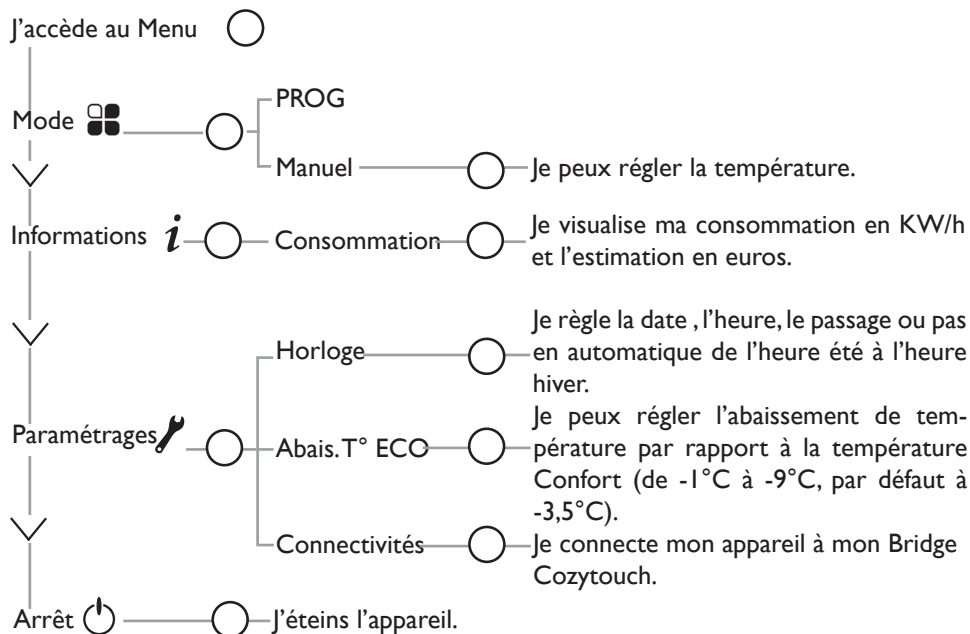 J'accède au Menu
Mode
PROG
Manuel
Je peux régler la température.
Informations i
Consommation
Je visualise ma consommation en KW/h
et l'estimation en euros.
Paramétrages
Horloge
Je règle la date , l'heure, le passage ou pas
en automatique de l'heure été à l'heure
hiver.
Abais.T° ECO
Je peux régler l'abaissement de tem-
pérature par rapport à la température
Confort (de -1°C à -9°C, par défaut à
-3,5°C).
Connectivités
Je connecte mon appareil à mon Bridge
Cozytouch.
Arrêt
J'éteins l'appareil.